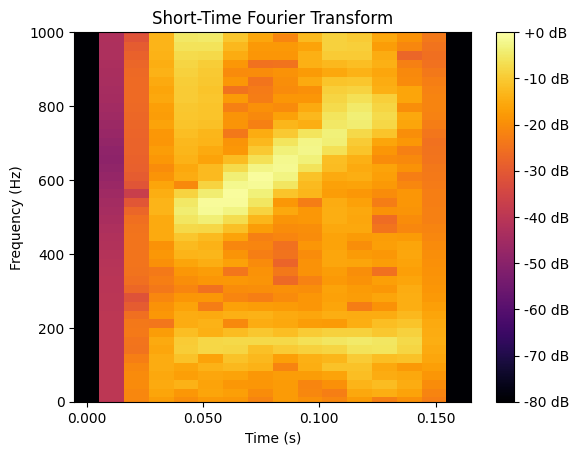 Short-Time Fourier Transform
1000
800
600
400
200
0
Frequency (Hz)
0.000
0.050
0.100
0.150
Time (s)
+0 dB
-10 dB
-20 dB
-30 dB
-40 dB
-50 dB
-60 dB
-70 dB
-80 dB